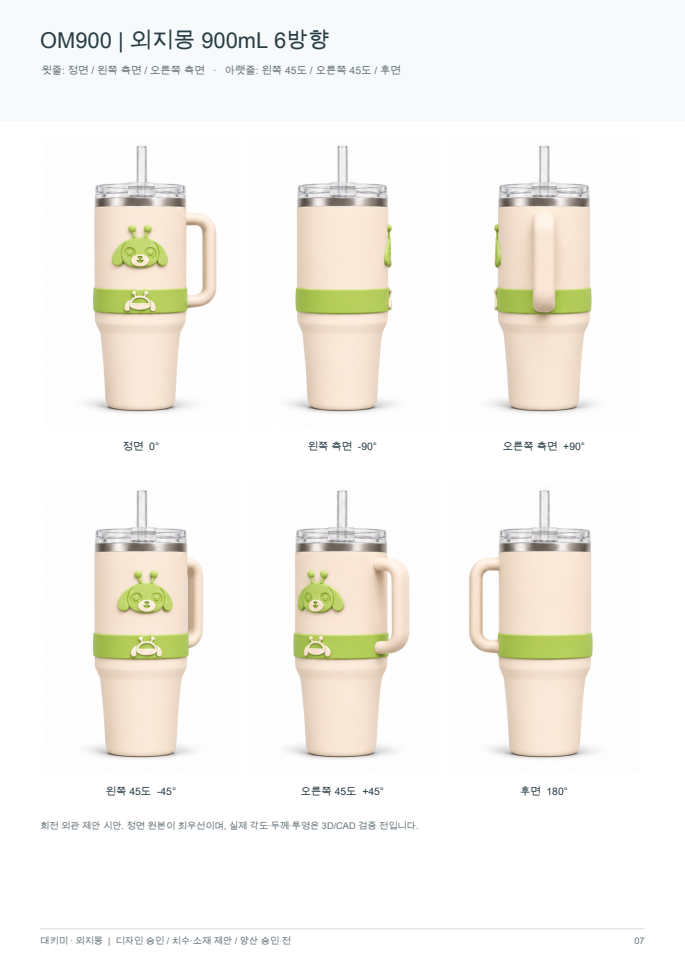 OM900 | 외지몽 900mL 6방향
윗줄: 정면 / 왼쪽 측면 / 오른쪽 측면 · 아랫줄: 왼쪽 45도 / 오른쪽 45도 / 후면
정면 0°
왼쪽 측면 -90°
오른쪽 측면 +90°
왼쪽 45도 -45°
오른쪽 45도 +45°
후면 180°
회전 외관 제안 시안. 정면 원본이 최우선이며, 실제 각도·두께·투영은 3D/CAD 검증 전입니다.
대키미 · 외지몽 | 디자인 승인 / 치수·소재 제안 / 양산 승인 전
07